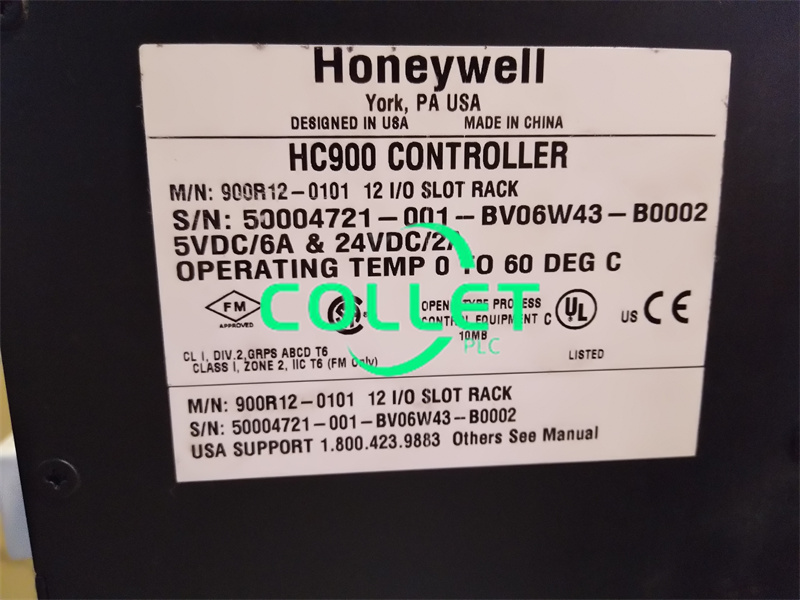 Honeywell
York, PA USA
DESIGNED IN USA MADE IN CHINA
HC900 CONTROLLER
M/N: 900R12-0101 12 I/O SLOT RACK
S/N: 50004721-001-BV06W43-B0002
5VDC/6A & 24VDC/2A
OPERATING TEMP 0 TO 60 DEG C
FM
APPROVED
COLLET
PLC
OPEN TYPE PROCESS
CONTROL EQUIPMENT
10MB
C UL US CE
LISTED
CL I, DIV.2, GRPS ABCD T6
CLASS I, ZONE 2, IIC T6 (FM Only)
M/N: 900R12-0101 12 I/O SLOT RACK
S/N: 50004721-001-BV06W43-B0002
USA SUPPORT 1.800.423.9883 Others See Manual